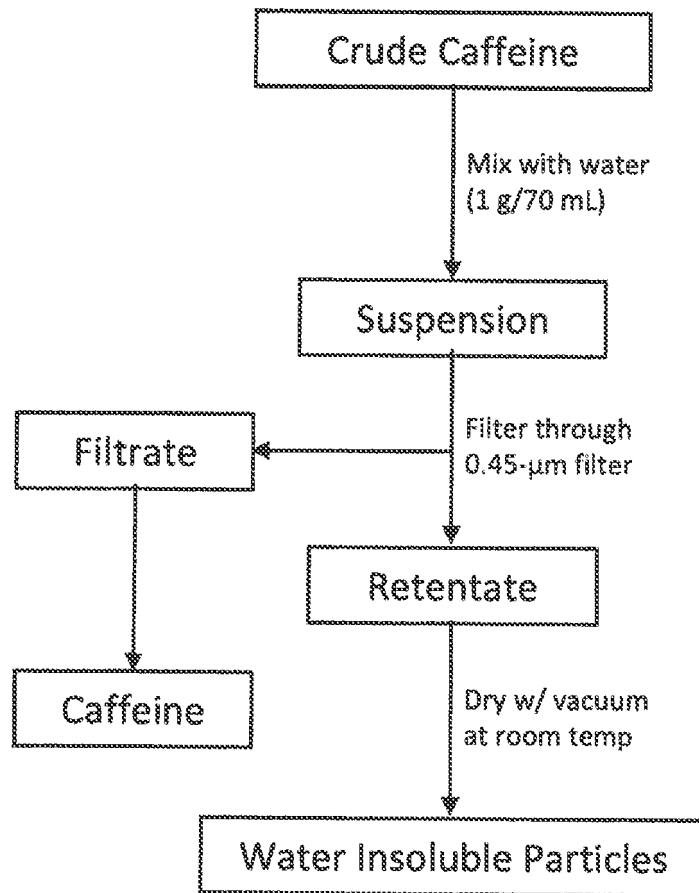 Crude Caffeine
Mix with water
(1 g/70 mL)
Suspension
Filter through
0.45-μm filter
Filtrate
Retentate
Caffeine
Dry w/ vacuum
at room temp
Water Insoluble Particles